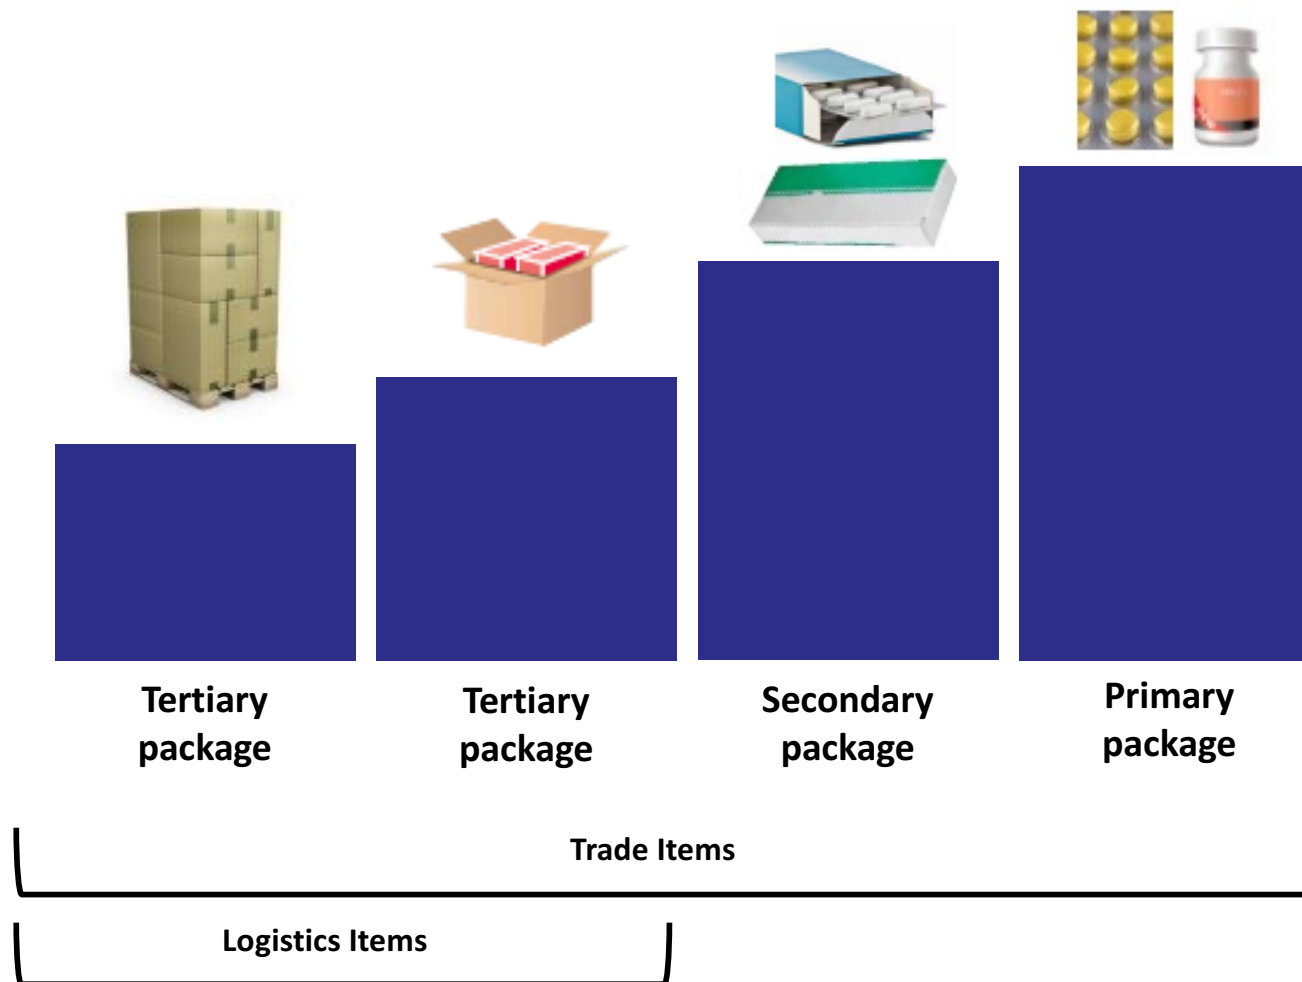 Tertiary
package
Tertiary
package
Secondary
package
Primary
package
Trade Items
Logistics Items